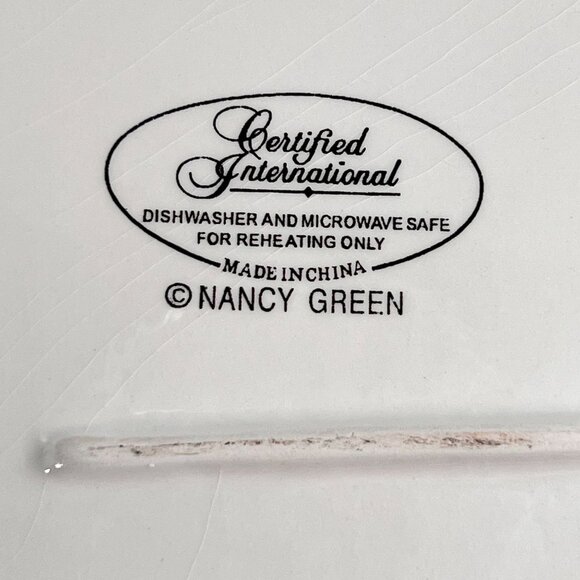 Certified
International
DISHWASHER AND MICROWAVE SAFE
FOR REHEATING ONLY
MADE IN CHINA
© NANCY GREEN